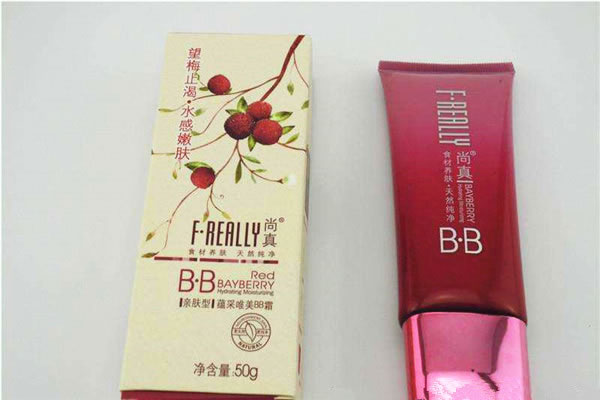 望梅止渴·水感嫩肤
F·REALLY 尚真®
食材养肤 天然纯净
B·B Red BAYBERRY
Hydrating Moisturizing
亲肤型 蕴采唯美BB霜
NATURAL
净含量:50g
F·REALLY 尚真®
食材养肤·天然纯净
BAYBERRY
B·B